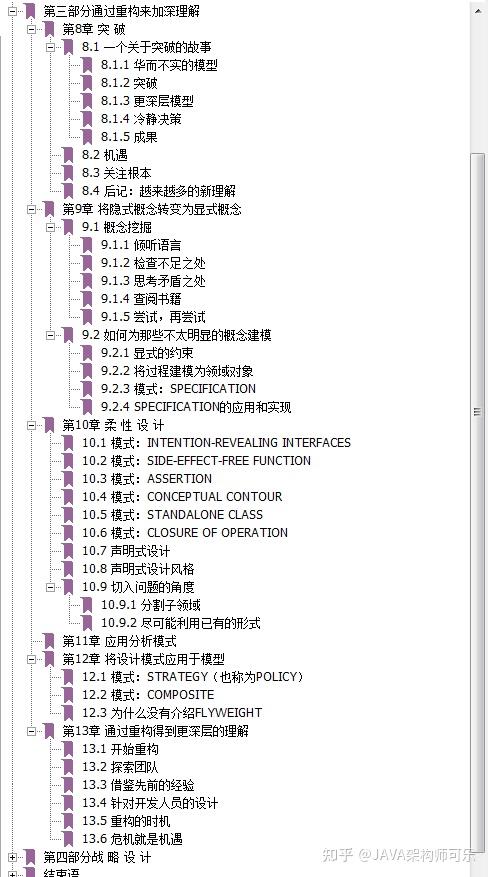 第三部分通过重构来加深理解
第8章 突 破
8.1 一个关于突破的故事
8.1.1 华而不实的模型
8.1.2 突破
8.1.3 更深层模型
8.1.4 冷静决策
8.1.5 成果
8.2 机遇
8.3 关注根本
8.4 后记：越来越多的新理解
第9章 将隐式概念转变为显式概念
9.1 概念挖掘
9.1.1 倾听语言
9.1.2 检查不足之处
9.1.3 思考矛盾之处
9.1.4 查阅书籍
9.1.5 尝试，再尝试
9.2 如何为那些不太明显的概念建模
9.2.1 显式的约束
9.2.2 将过程建模为领域对象
9.2.3 模式：SPECIFICATION
9.2.4 SPECIFICATION的应用和实现
第10章 柔 性 设 计
10.1 模式：INTENTION-REVEALING INTERFACES
10.2 模式：SIDE-EFFECT-FREE FUNCTION
10.3 模式：ASSERTION
10.4 模式：CONCEPTUAL CONTOUR
10.5 模式：STANDALONE CLASS
10.6 模式：CLOSURE OF OPERATION
10.7 声明式设计
10.8 声明式设计风格
10.9 切入问题的角度
10.9.1 分割子领域
10.9.2 尽可能利用已有的形式
第11章 应用分析模式
第12章 将设计模式应用于模型
12.1 模式：STRATEGY（也称为POLICY）
12.2 模式：COMPOSITE
12.3 为什么没有介绍FLYWEIGHT
第13章 通过重构得到更深层的理解
13.1 开始重构
13.2 探索团队
13.3 借鉴先前的经验
13.4 针对开发人员的设计
13.5 重构的时机
13.6 危机就是机遇
第四部分战 略 设 计
结束语
知乎 @JAVA架构师可乐